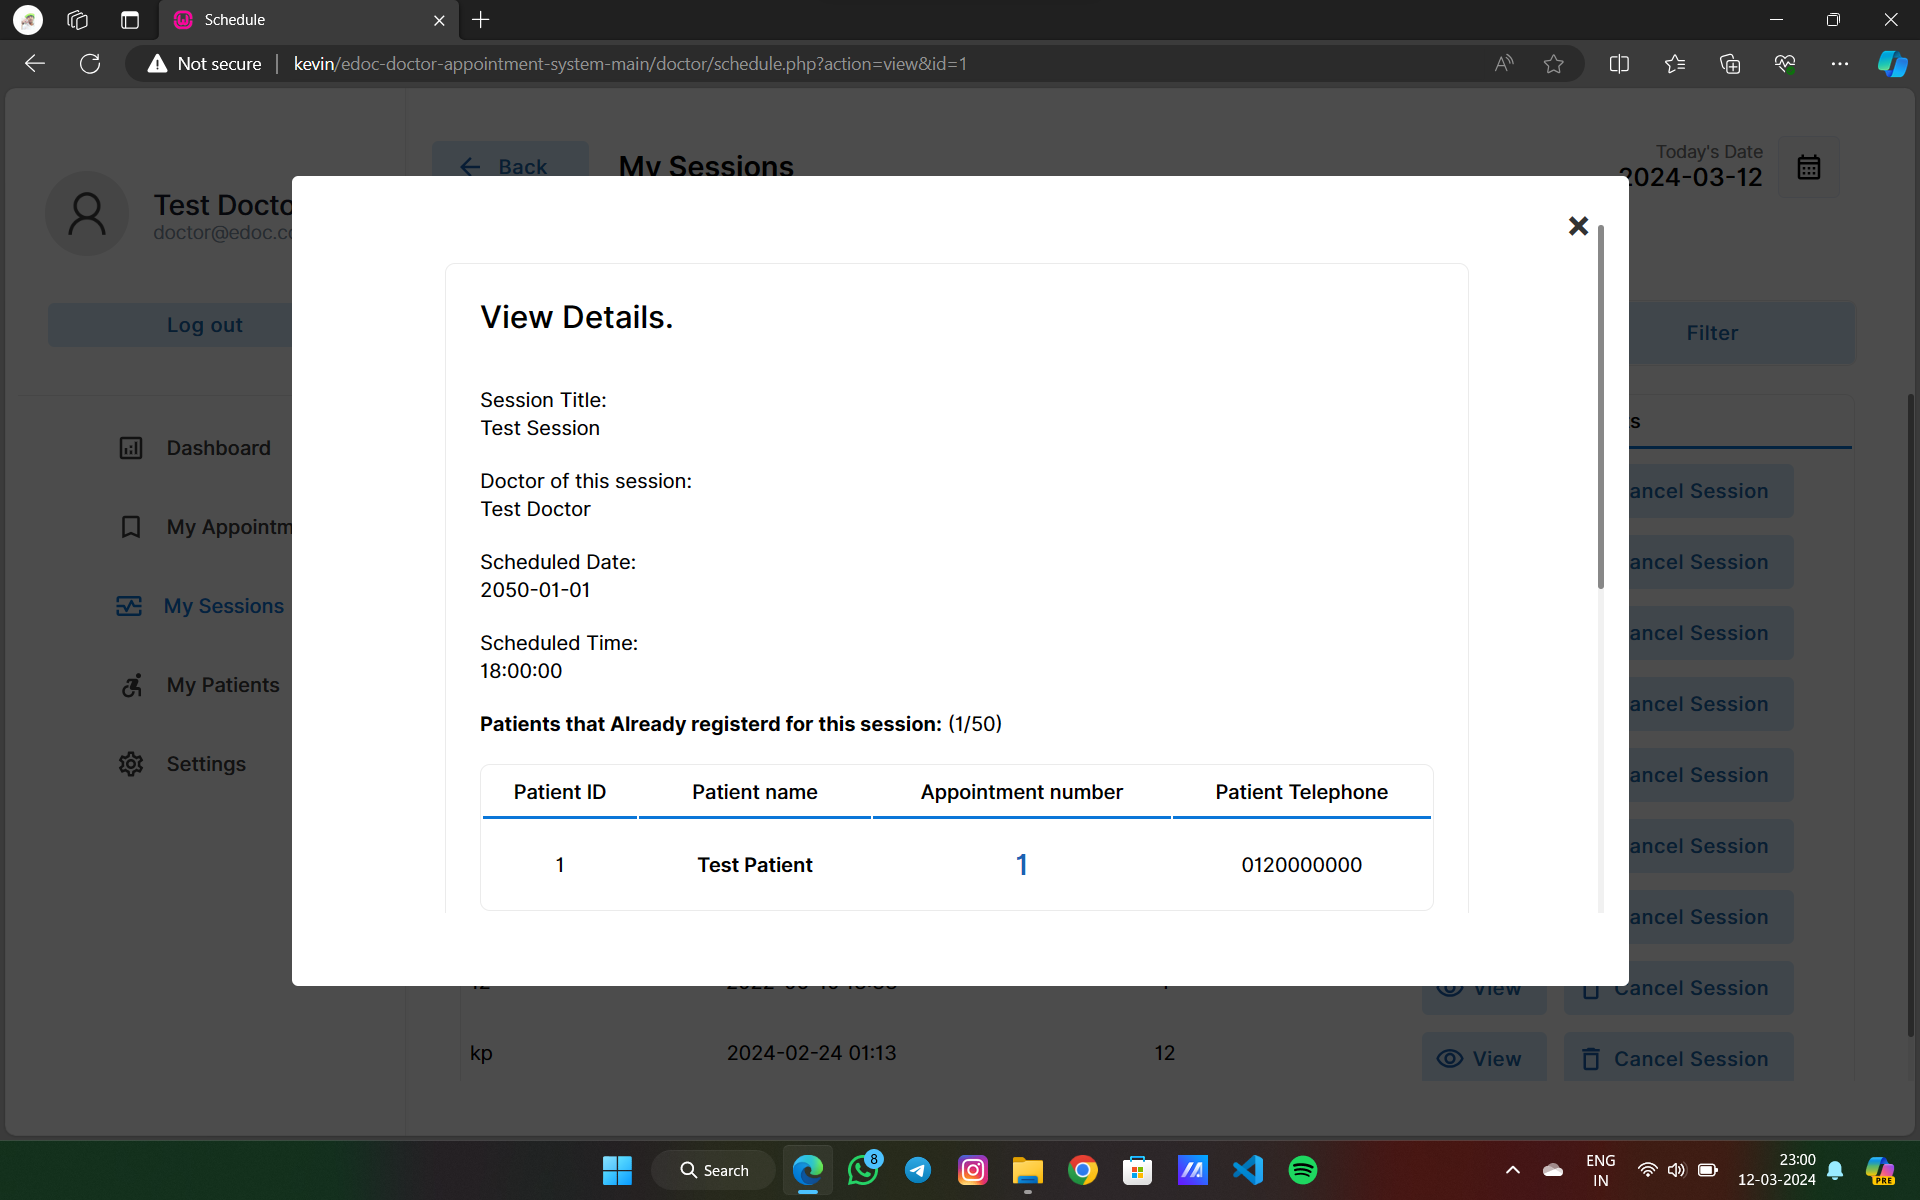 Schedule
Not secure
kevin/edoc-doctor-appointment-system-main/doctor/schedule.php?action=view&id=1
Back
My Sessions
Today's Date
2024-03-12
Test Docto
doctor@edoc.co
Log out
Filter
Dashboard
My Appointm
My Sessions
My Patients
Settings
View Details.
Session Title:
Test Session
Doctor of this session:
Test Doctor
Scheduled Date:
2050-01-01
Scheduled Time:
18:00:00
Patients that Already registerd for this session: (1/50)
Patient ID Patient name Appointment number Patient Telephone
1 Test Patient 1 0120000000
s
ancel Session
ancel Session
ancel Session
ancel Session
ancel Session
ancel Session
ancel Session
View Cancel Session
kp 2024-02-24 01:13 12 View Cancel Session
Search
8
ENG
IN
23:00
12-03-2024
PRE